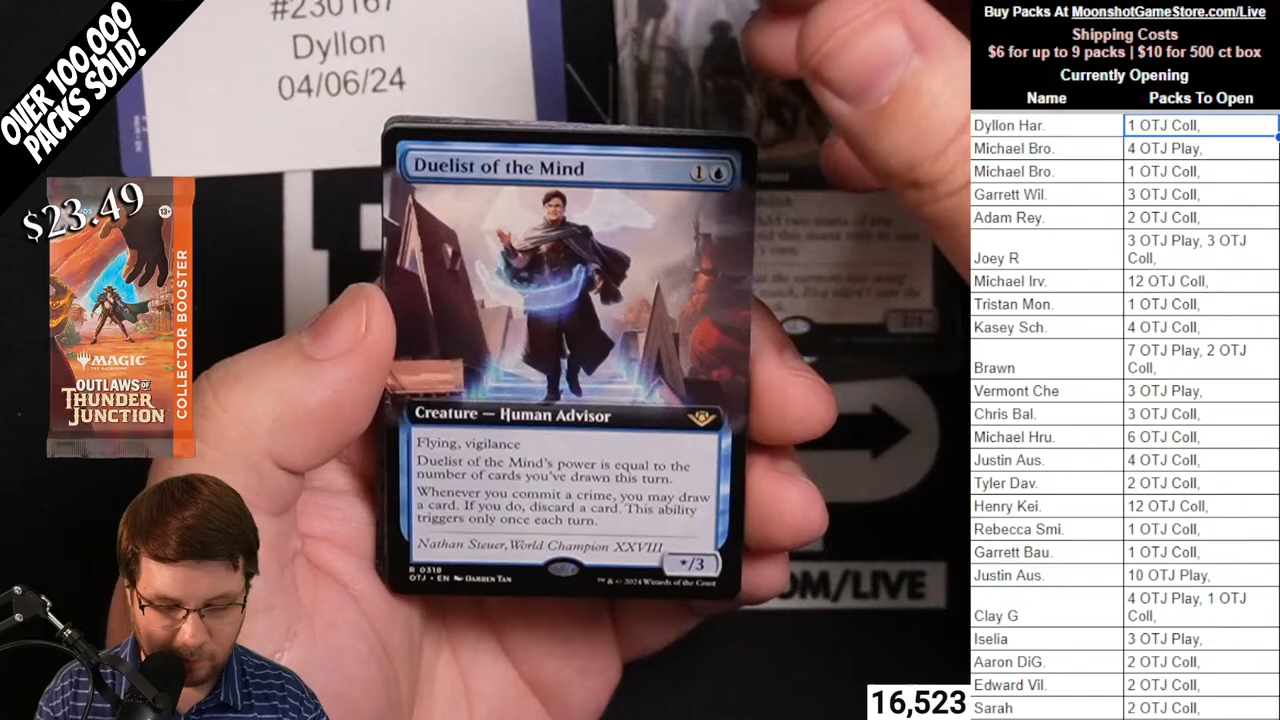 OVER 100,000
PACKS SOLD!
#230167
Dyllon
04/06/24
$23.49
13+
MAGIC
THE GATHERING
OUTLAWS OF
THUNDER
JUNCTION
COLLECTOR BOOSTER
Duelist of the Mind
1
Creature — Human Advisor
Flying, vigilance
Duelist of the Mind's power is equal to the
number of cards you've drawn this turn.
Whenever you commit a crime, you may draw
a card. If you do, discard a card. This ability
triggers only once each turn.
Nathan Steuer, World Champion XXVIII
*/3
R 0318
OTJ • EN DARREN TAN
™ & © 2024 Wizards of the Coast
OM/LIVE
16,523
Buy Packs At MoonshotGameStore.com/Live
Shipping Costs
$6 for up to 9 packs | $10 for 500 ct box
Currently Opening
Name Packs To Open
Dyllon Har. 1 OTJ Coll,
Michael Bro. 4 OTJ Play,
Michael Bro. 1 OTJ Coll,
Garrett Wil. 3 OTJ Coll,
Adam Rey. 2 OTJ Coll,
3 OTJ Play, 3 OTJ
Joey R Coll,
Michael Irv. 12 OTJ Coll,
Tristan Mon. 1 OTJ Coll,
Kasey Sch. 4 OTJ Coll,
7 OTJ Play, 2 OTJ
Brawn Coll,
Vermont Che 3 OTJ Play,
Chris Bal. 3 OTJ Coll,
Michael Hru. 6 OTJ Coll,
Justin Aus. 4 OTJ Coll,
Tyler Dav. 2 OTJ Coll,
Henry Kei. 12 OTJ Coll,
Rebecca Smi. 1 OTJ Coll,
Garrett Bau. 1 OTJ Coll,
Justin Aus. 10 OTJ Play,
4 OTJ Play, 1 OTJ
Clay G Coll,
Iselia 3 OTJ Play,
Aaron DiG. 2 OTJ Coll,
Edward Vil. 2 OTJ Coll,
Sarah 2 OTJ Coll,